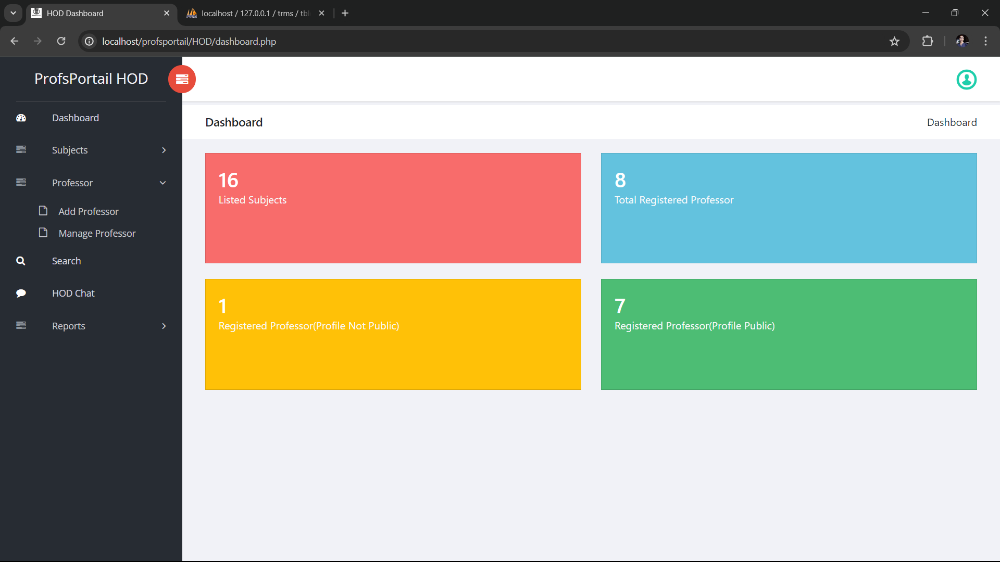 HOD Dashboard
localhost / 127.0.0.1 / trms / tbl
localhost/profsportail/HOD/dashboard.php
ProfsPortail HOD
Dashboard
Subjects
Professor
Add Professor
Manage Professor
Search
HOD Chat
Reports
Dashboard
Dashboard
16
Listed Subjects
8
Total Registered Professor
1
Registered Professor(Profile Not Public)
7
Registered Professor(Profile Public)